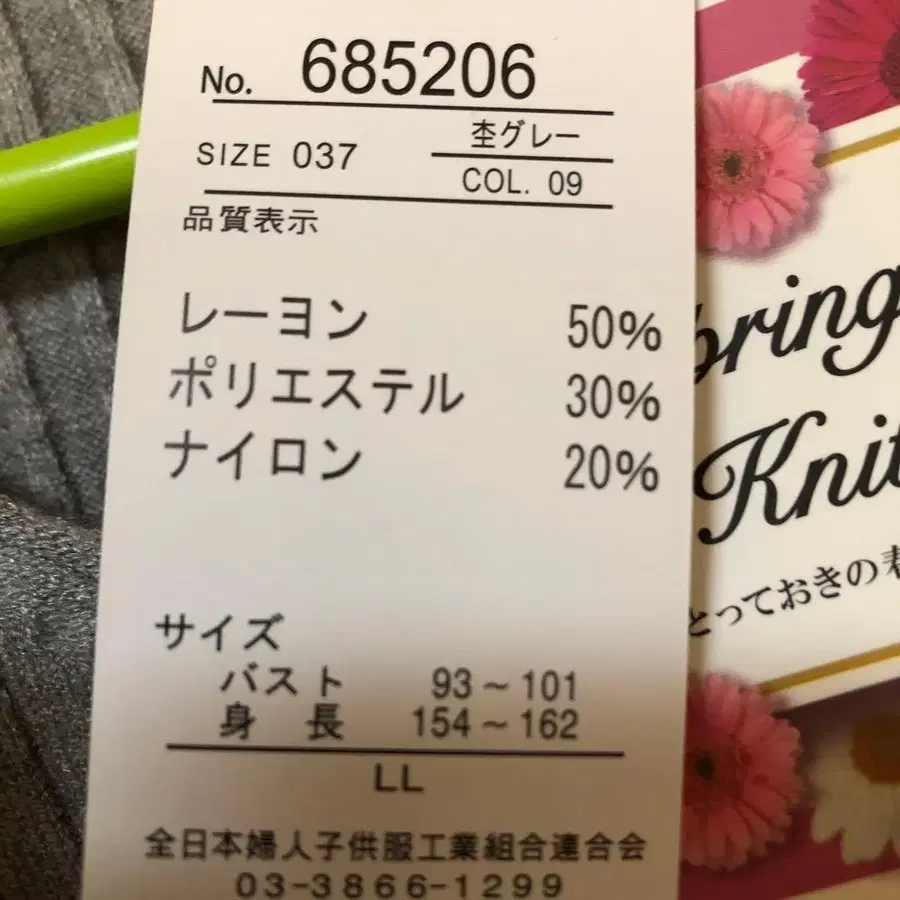 No. 685206
杢グレー
SIZE 037
COL. 09
品質表示
レーヨン 50%
ポリエステル 30%
ナイロン 20%
サイズ
バスト 93～101
身 長 154～162
LL
全日本婦人子供服工業組合連合会
03-3866-1299
Knit
とっておきの春